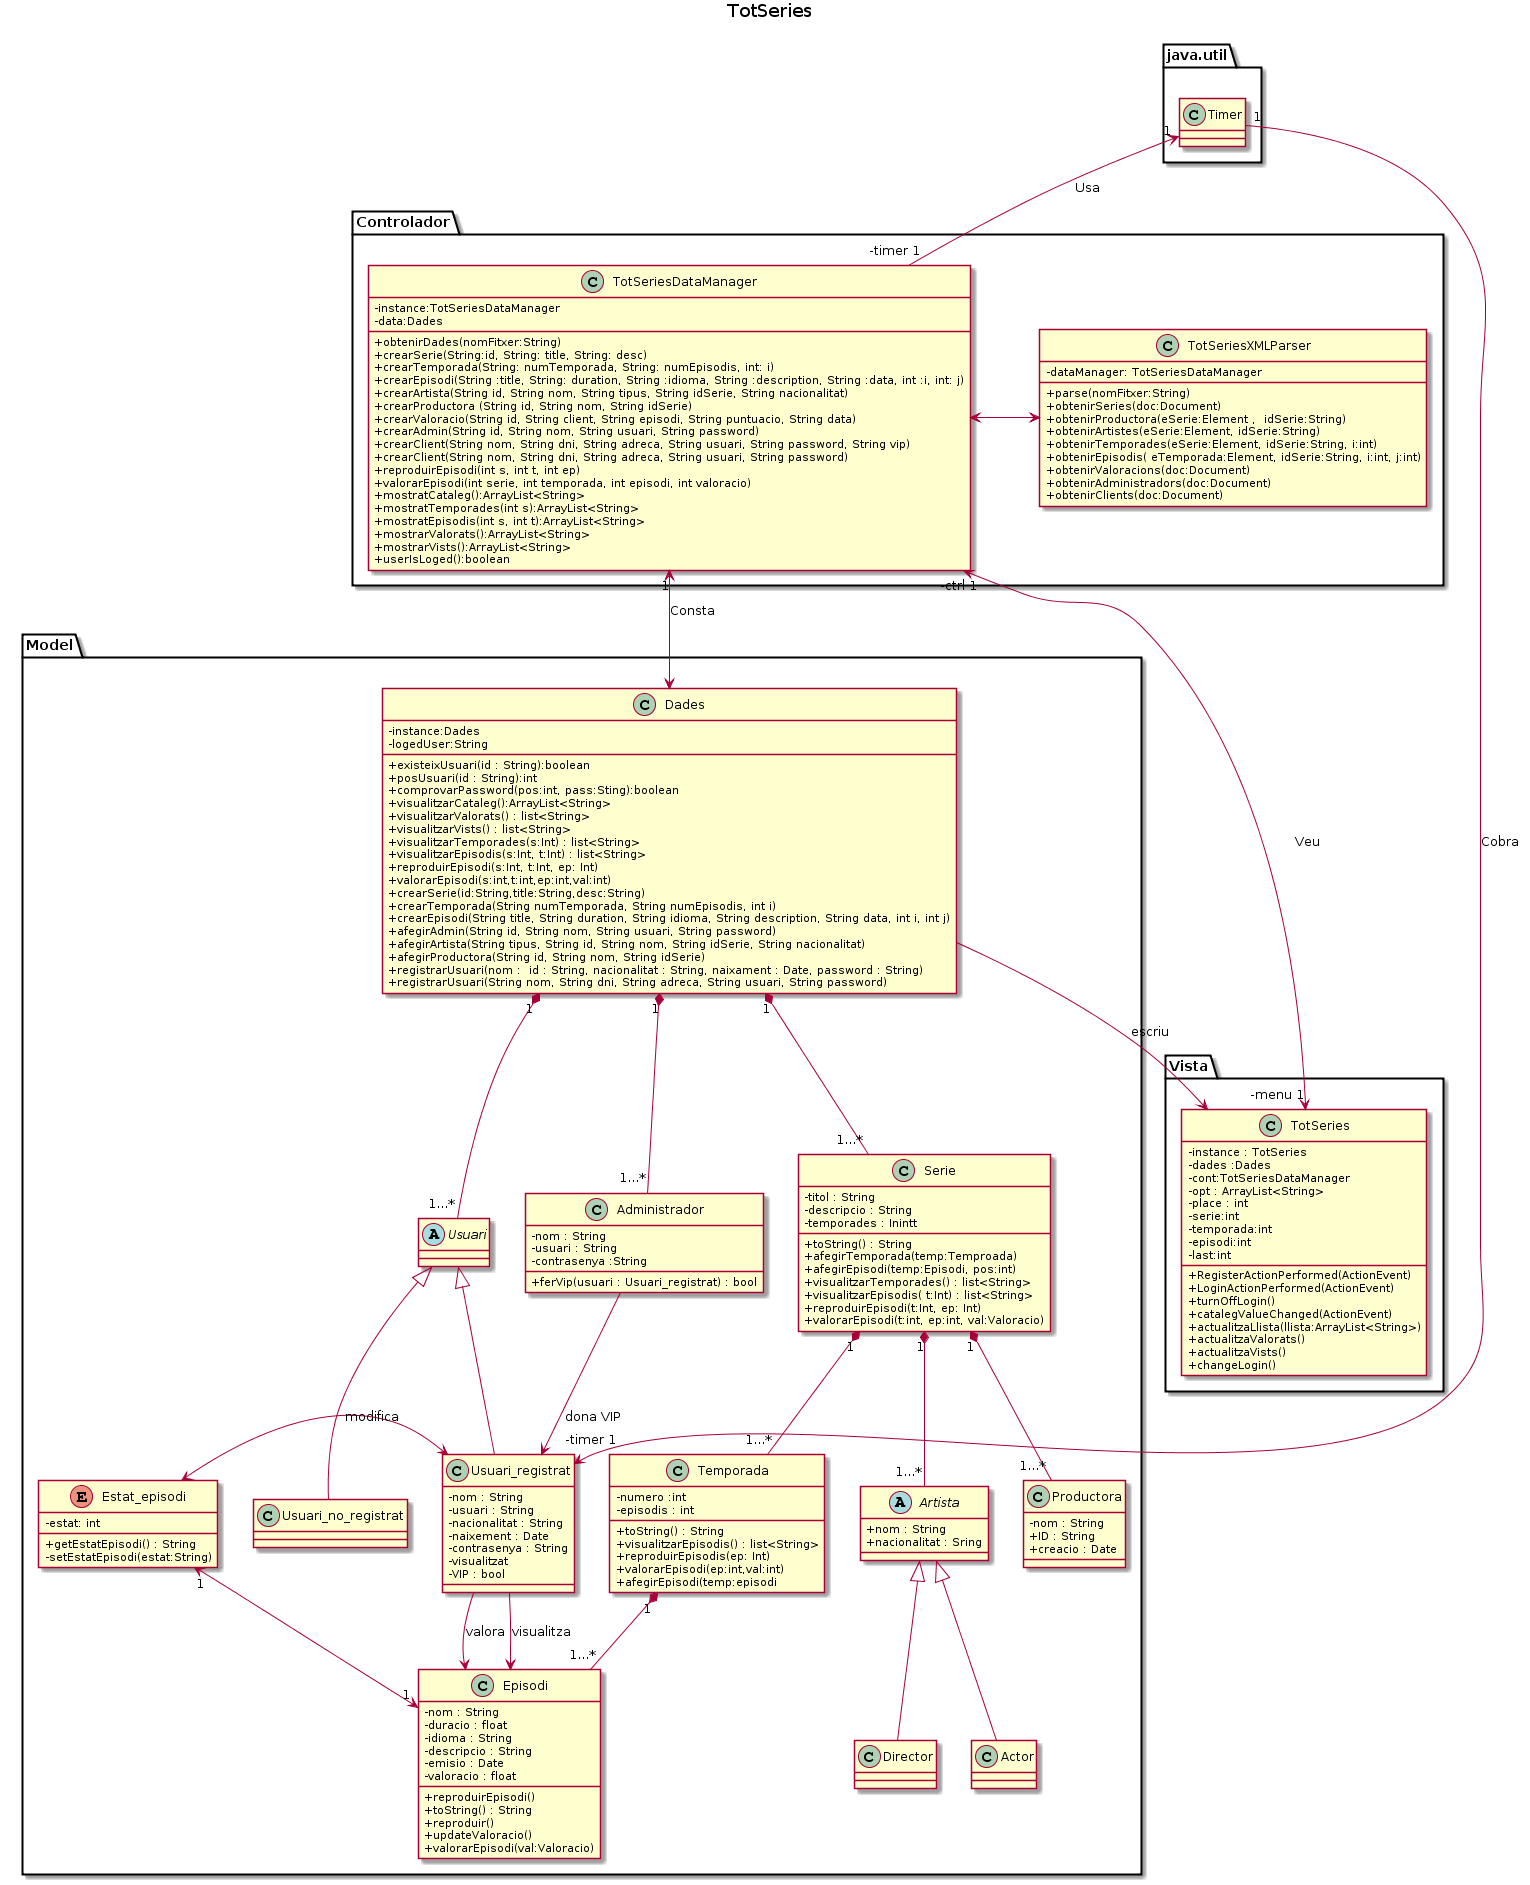 TotSeries
java.util
C Timer
1
1
Usa
Controlador
-timer 1
C TotSeriesDataManager
-instance:TotSeriesDataManager
-data:Dades
+obtenirDades(nomFitxer:String)
+crearSerie(String:id, String: title, String: desc)
+crearTemporada(String: numTemporada, String: numEpisodis, int: i)
+crearEpisodi(String :title, String: duration, String :idioma, String :description, String :data, int :i, int: j)
+crearArtista(String id, String nom, String tipus, String idSerie, String nacionalitat)
+crearProductora (String id, String nom, String idSerie)
+crearValoracio(String id, String client, String episodi, String puntuacio, String data)
+crearAdmin(String id, String nom, String usuari, String password)
+crearClient(String nom, String dni, String adreca, String usuari, String password, String vip)
+crearClient(String nom, String dni, String adreca, String usuari, String password)
+reproduirEpisodi(int s, int t, int ep)
+valorarEpisodi(int serie, int temporada, int episodi, int valoracio)
+mostratCataleg():ArrayList<String>
+mostratTemporades(int s):ArrayList<String>
+mostratEpisodis(int s, int t):ArrayList<String>
+mostrarValorats():ArrayList<String>
+mostrarVists():ArrayList<String>
+userIsLoged():boolean
C TotSeriesXMLParser
-dataManager: TotSeriesDataManager
+parse(nomFitxer:String)
+obtenirSeries(doc:Document)
+obtenirProductora(eSerie:Element ,  idSerie:String)
+obtenirArtistes(eSerie:Element, idSerie:String)
+obtenirTemporades(eSerie:Element, idSerie:String, i:int)
+obtenirEpisodis( eTemporada:Element, idSerie:String, i:int, j:int)
+obtenirValoracions(doc:Document)
+obtenirAdministradors(doc:Document)
+obtenirClients(doc:Document)
1
-ctrl 1
Consta
Veu
Cobra
Model
C Dades
-instance:Dades
-logedUser:String
+existeixUsuari(id : String):boolean
+posUsuari(id : String):int
+comprovarPassword(pos:int, pass:Sting):boolean
+visualitzarCataleg():ArrayList<String>
+visualitzarValorats() : list<String>
+visualitzarVists() : list<String>
+visualitzarTemporades(s:Int) : list<String>
+visualitzarEpisodis(s:Int, t:Int) : list<String>
+reproduirEpisodi(s:Int, t:Int, ep: Int)
+valorarEpisodi(s:int,t:int,ep:int,val:int)
+crearSerie(id:String,title:String,desc:String)
+crearTemporada(String numTemporada, String numEpisodis, int i)
+crearEpisodi(String title, String duration, String idioma, String description, String data, int i, int j)
+afegirAdmin(String id, String nom, String usuari, String password)
+afegirArtista(String tipus, String id, String nom, String idSerie, String nacionalitat)
+afegirProductora(String id, String nom, String idSerie)
+registrarUsuari(nom :  id : String, nacionalitat : String, naixament : Date, password : String)
+registrarUsuari(String nom, String dni, String adreca, String usuari, String password)
1
1
1
escriu
Vista
-menu 1
C TotSeries
-instance : TotSeries
-dades :Dades
-cont:TotSeriesDataManager
-opt : ArrayList<String>
-place : int
-serie:int
-temporada:int
-episodi:int
-last:int
+RegisterActionPerformed(ActionEvent)
+LoginActionPerformed(ActionEvent)
+turnOffLogin()
+catalegValueChanged(ActionEvent)
+actualitzaLlista(llista:ArrayList<String>)
+actualitzaValorats()
+actualitzaVists()
+changeLogin()
1...*
1...*
1...*
A Usuari
C Administrador
-nom : String
-usuari : String
-contrasenya :String
+ferVip(usuari : Usuari_registrat) : bool
C Serie
-titol : String
-descripcio : String
-temporades : Inintt
+toString() : String
+afegirTemporada(temp:Temproada)
+afegirEpisodi(temp:Episodi, pos:int)
+visualitzarTemporades() : list<String>
+visualitzarEpisodis( t:Int) : list<String>
+reproduirEpisodi(t:Int, ep: Int)
+valorarEpisodi(t:int, ep:int, val:Valoracio)
1
1
1
modifica
dona VIP
-timer 1
1...*
1...*
1...*
E Estat_episodi
-estat: int
+getEstatEpisodi() : String
-setEstatEpisodi(estat:String)
C Usuari_no_registrat
C Usuari_registrat
-nom : String
-usuari : String
-nacionalitat : String
-naixement : Date
-contrasenya : String
-visualitzat
-VIP : bool
C Temporada
-numero :int
-episodis : int
+toString() : String
+visualitzarEpisodis() : list<String>
+reproduirEpisodis(ep: Int)
+valorarEpisodi(ep:int,val:int)
+afegirEpisodi(temp:episodi
A Artista
+nom : String
+nacionalitat : Sring
C Productora
-nom : String
+ID : String
+creacio : Date
1
1
valora
visualitza
1...*
1
C Episodi
-nom : String
-duracio : float
-idioma : String
-descripcio : String
-emisio : Date
-valoracio : float
+reproduirEpisodi()
+toString() : String
+reproduir()
+updateValoracio()
+valorarEpisodi(val:Valoracio)
C Director
C Actor